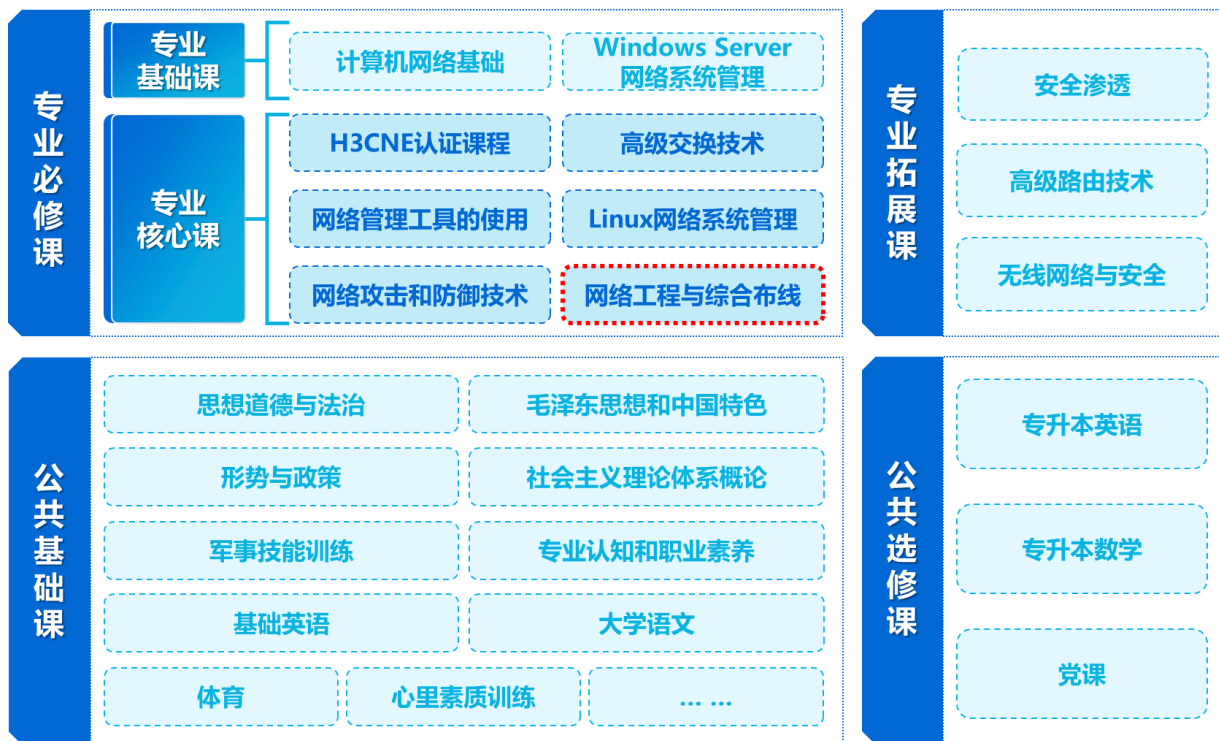 专业必修课
专业
基础课
计算机网络基础
Windows Server
网络系统管理
专业
核心课
H3CNE认证课程
高级交换技术
网络管理工具的使用
Linux网络系统管理
网络攻击和防御技术
网络工程与综合布线
专业拓展课
安全渗透
高级路由技术
无线网络与安全
公共基础课
思想道德与法治
毛泽东思想和中国特色
形势与政策
社会主义理论体系概论
军事技能训练
专业认知和职业素养
基础英语
大学语文
体育
心里素质训练
... ...
公共选修课
专升本英语
专升本数学
党课